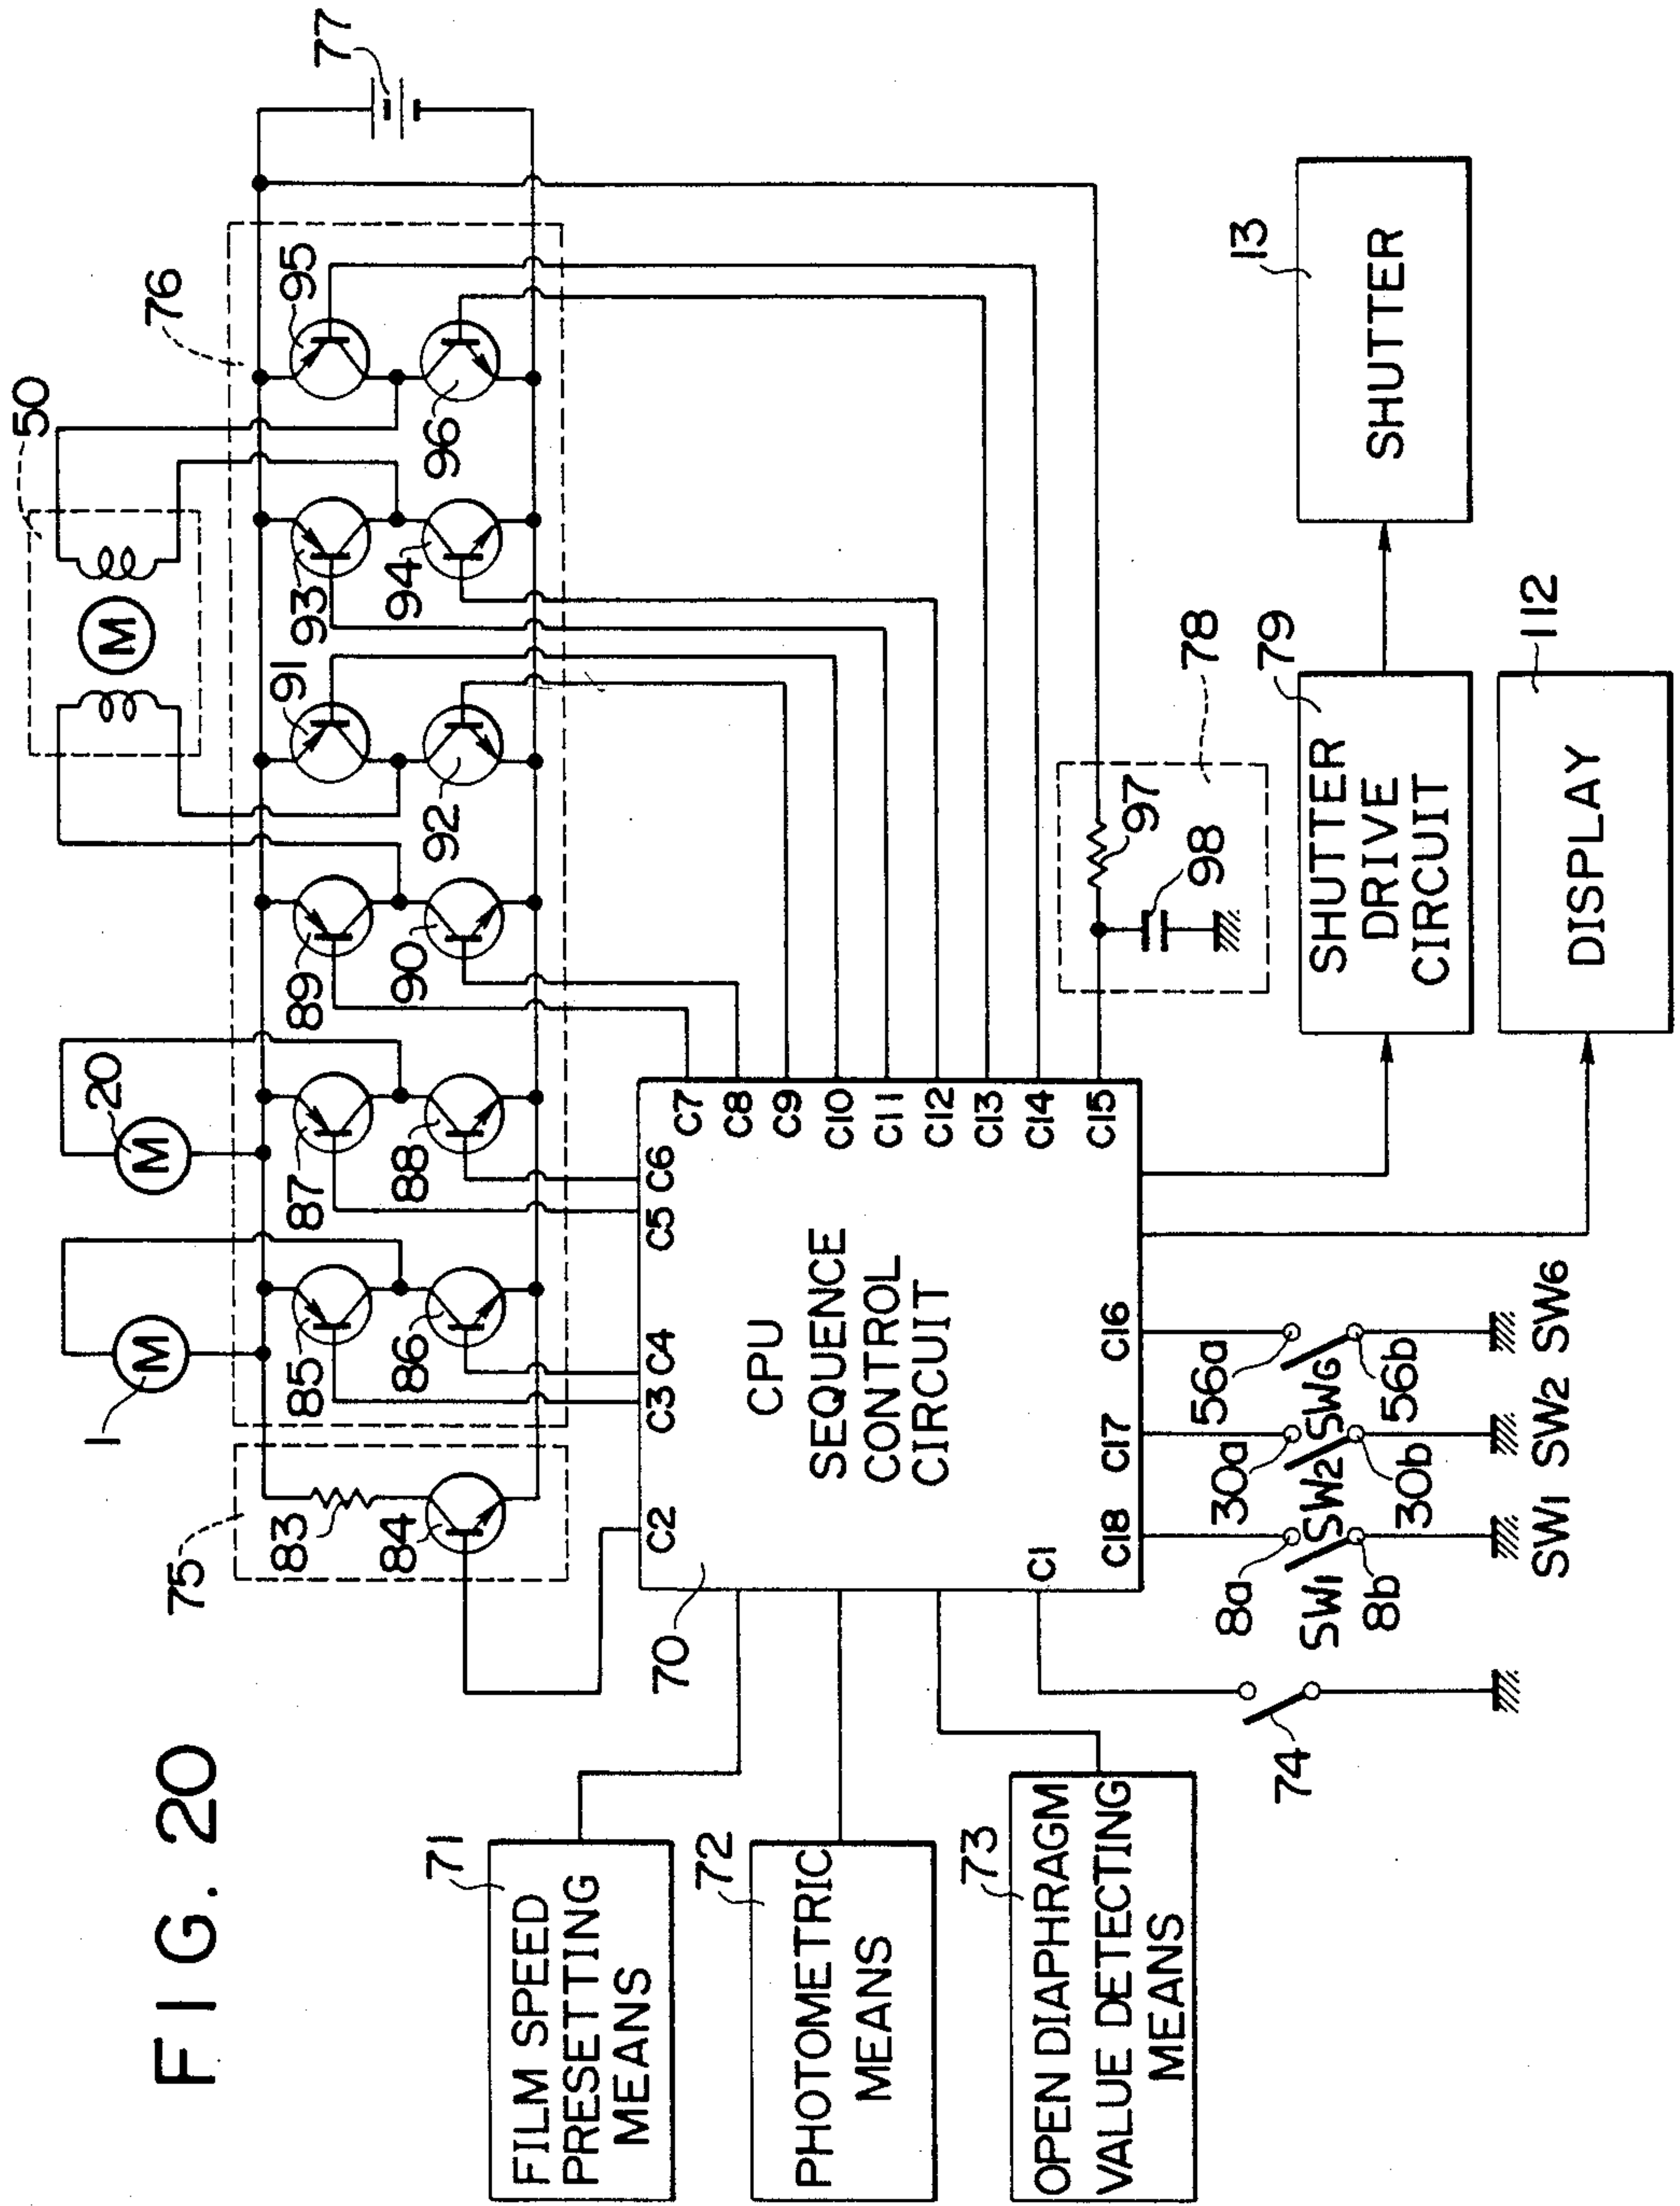 FIG. 20
71
FILM SPEED
PRESETTING
MEANS
72
PHOTOMETRIC
MEANS
73
OPEN DIAPHRAGM
VALUE DETECTING
MEANS
75
83
84
1
M
20
M
50
M
76
77
85
86
87
88
89
90
91
92
93
94
95
96
70
CPU
SEQUENCE
CONTROL
CIRCUIT
C1
C2
C3
C4
C5
C6
C7
C8
C9
C10
C11
C12
C13
C14
C15
C16
C17
C18
78
97
98
74
8a
SW1
8b
30a
SW2
30b
56a
SW6
56b
SW1
SW2
SW6
79
SHUTTER
DRIVE
CIRCUIT
13
SHUTTER
112
DISPLAY